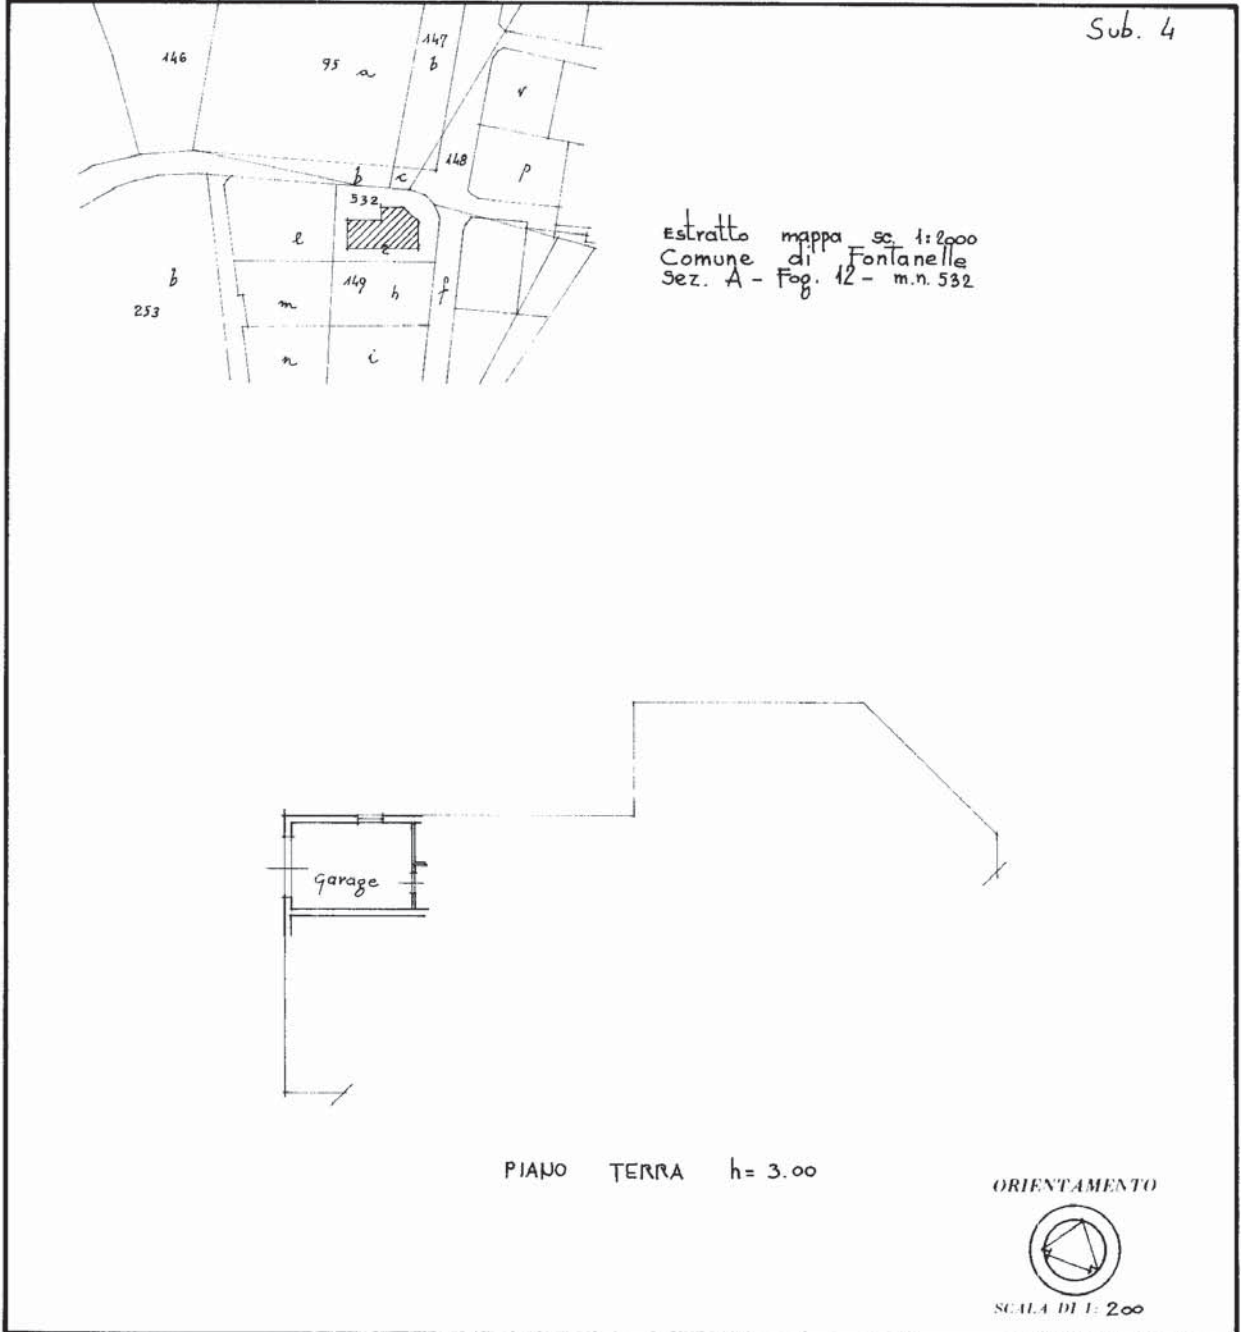 Sub. 4
146
95 a
147
b
v
148
p
b c
532
e
2
b
253
149 h
f
m
n
i
Estratto mappa sc. 1:2000
Comune di Fontanelle
Sez. A - Fog. 12 - m.n. 532
Garage
PIANO TERRA h= 3.00
ORIENTAMENTO
SCALA DI 1: 200